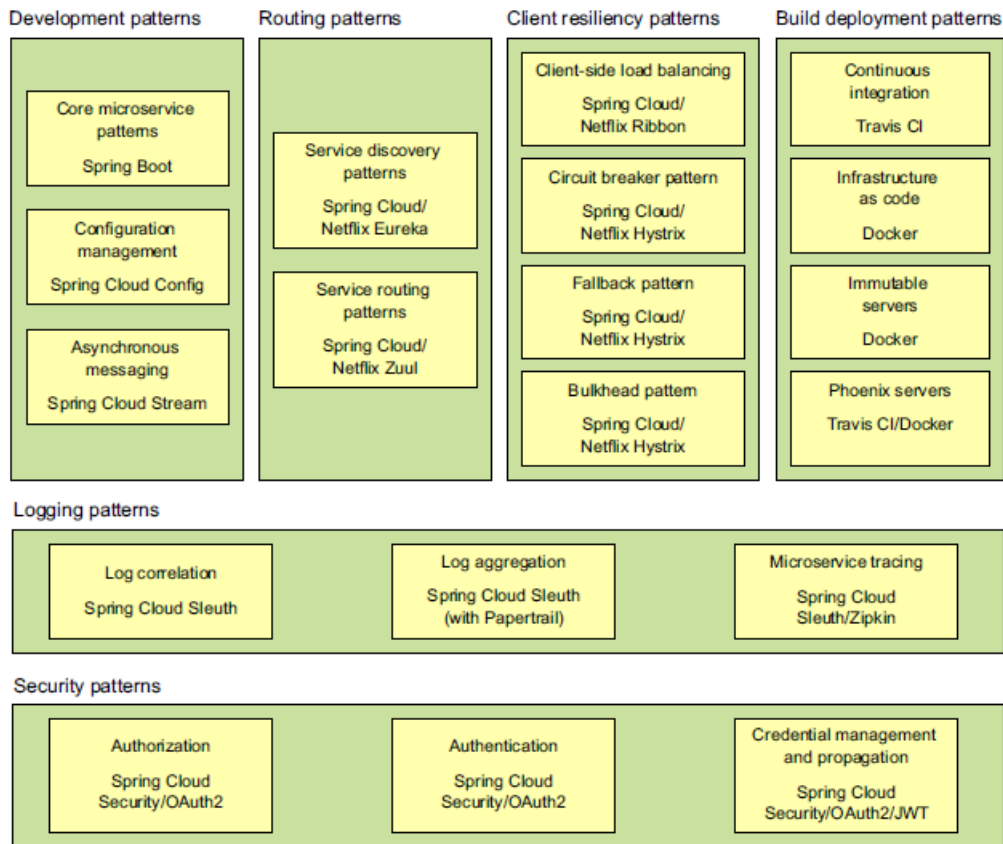 Development patterns
Core microservice
patterns
Spring Boot
Configuration
management
Spring Cloud Config
Asynchronous
messaging
Spring Cloud Stream
Routing patterns
Service discovery
patterns
Spring Cloud/
Netflix Eureka
Service routing
patterns
Spring Cloud/
Netflix Zuul
Client resiliency patterns
Client-side load balancing
Spring Cloud/
Netflix Ribbon
Circuit breaker pattern
Spring Cloud/
Netflix Hystrix
Fallback pattern
Spring Cloud/
Netflix Hystrix
Bulkhead pattern
Spring Cloud/
Netflix Hystrix
Build deployment patterns
Continuous
integration
Travis CI
Infrastructure
as code
Docker
Immutable
servers
Docker
Phoenix servers
Travis CI/Docker
Logging patterns
Log correlation
Spring Cloud Sleuth
Log aggregation
Spring Cloud Sleuth
(with Papertrail)
Microservice tracing
Spring Cloud
Sleuth/Zipkin
Security patterns
Authorization
Spring Cloud
Security/OAuth2
Authentication
Spring Cloud
Security/OAuth2
Credential management
and propagation
Spring Cloud
Security/OAuth2/JWT